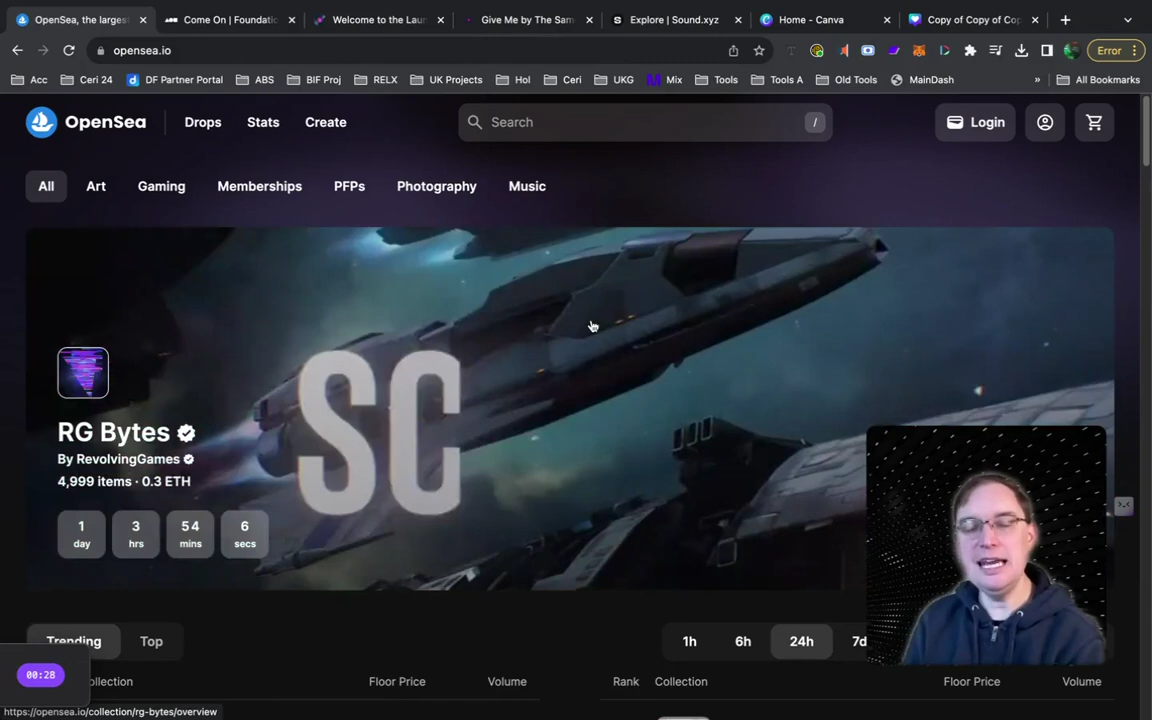 OpenSea, the largest
Come On | Foundatio
Welcome to the Laun
Give Me by The Sam
Explore | Sound.xyz
Home - Canva
Copy of Copy of Cop
opensea.io
Error
Acc
Ceri 24
DF Partner Portal
ABS
BIF Proj
RELX
UK Projects
Hol
Ceri
UKG
Mix
Tools
Tools A
Old Tools
MainDash
»
All Bookmarks
OpenSea
Drops
Stats
Create
Search
/
Login
All
Art
Gaming
Memberships
PFPs
Photography
Music
SC
RG Bytes
By RevolvingGames
4,999 items · 0.3 ETH
1
3
54
6
day
hrs
mins
secs
Trending
Top
1h
6h
24h
7d
00:28
ollection
Floor Price
Volume
Rank
Collection
Floor Price
Volume
https://opensea.io/collection/rg-bytes/overview